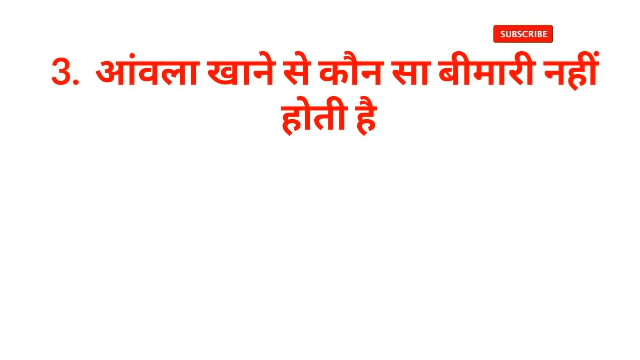 SUBSCRIBE
3. आंवला खाने से कौन सा बीमारी नहीं
होती है